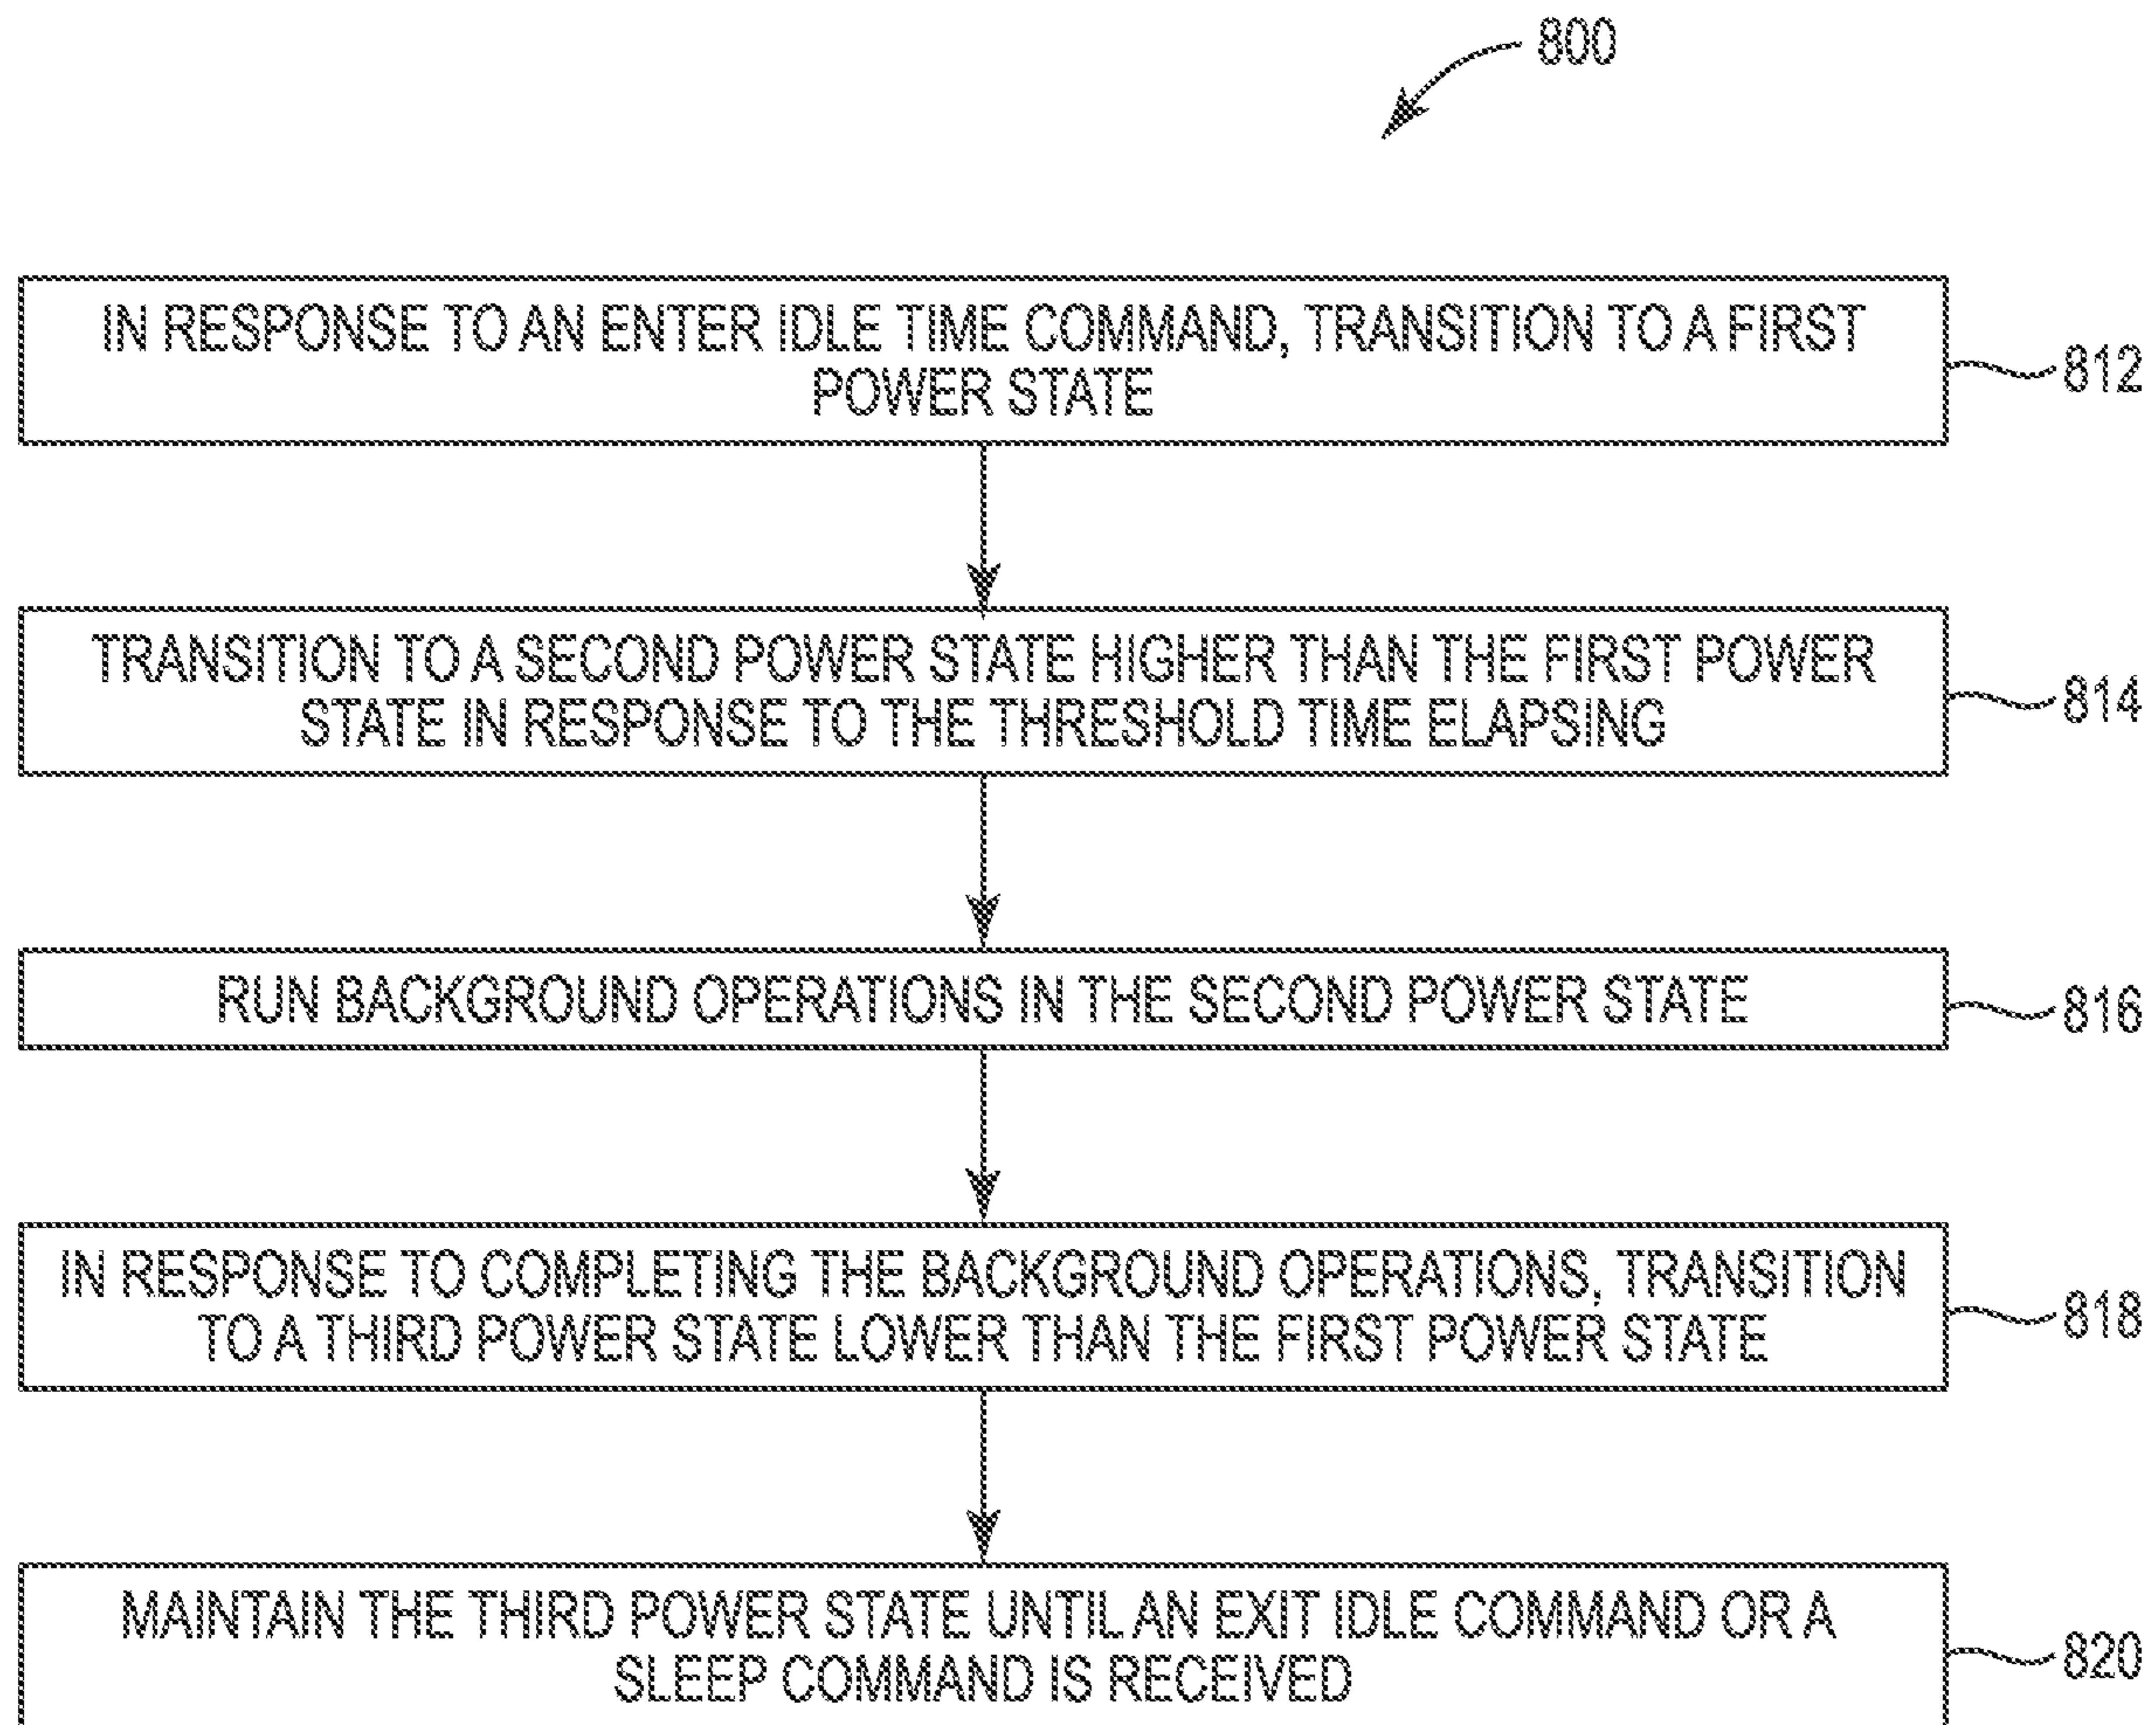 800
IN RESPONSE TO AN ENTER IDLE TIME COMMAND, TRANSITION TO A FIRST
POWER STATE
812
TRANSITION TO A SECOND POWER STATE HIGHER THAN THE FIRST POWER
STATE IN RESPONSE TO THE THRESHOLD TIME ELAPSING
814
RUN BACKGROUND OPERATIONS IN THE SECOND POWER STATE
816
IN RESPONSE TO COMPLETING THE BACKGROUND OPERATIONS, TRANSITION
TO A THIRD POWER STATE LOWER THAN THE FIRST POWER STATE
818
MAINTAIN THE THIRD POWER STATE UNTIL AN EXIT IDLE COMMAND OR A
SLEEP COMMAND IS RECEIVED
820